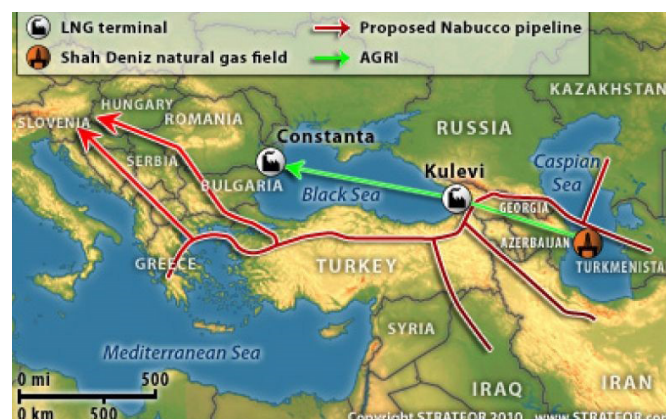 LNG terminal
Proposed Nabucco pipeline
Shah Deniz natural gas field
AGRI
KAZAKHSTAN
HUNGARY
SLOVENIA
ROMANIA
Constanta
RUSSIA
SERBIA
Kulevi
Caspian
Sea
BULGARIA
Black Sea
GEORGIA
AZERBAIJAN
GREECE
TURKEY
TURKMENISTA
SYRIA
Mediterranean Sea
0 mi 500
IRAQ
IRAN
0 km 500
Copyright STRATFOR 2010 www.STRATFOR.com